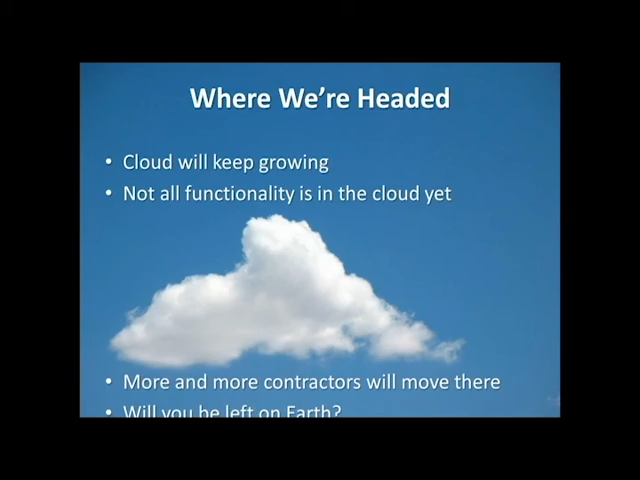 Where We're Headed
• Cloud will keep growing
• Not all functionality is in the cloud yet
• More and more contractors will move there
• Will you be left on Earth?